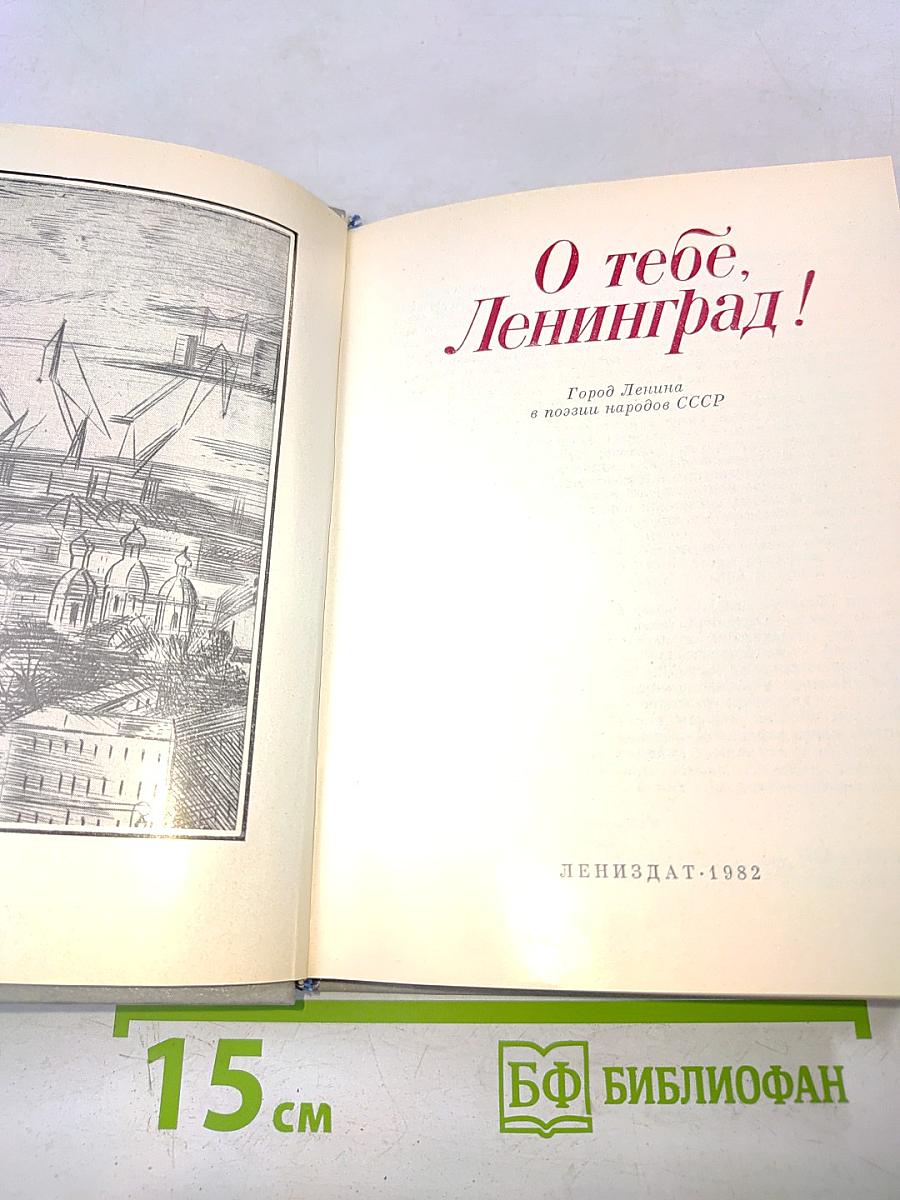 О тебе,
Ленинград!
Город Ленина
в поэзии народов СССР
ЛЕНИЗДАТ·1982
15 см
БФ БИБЛИОФАН